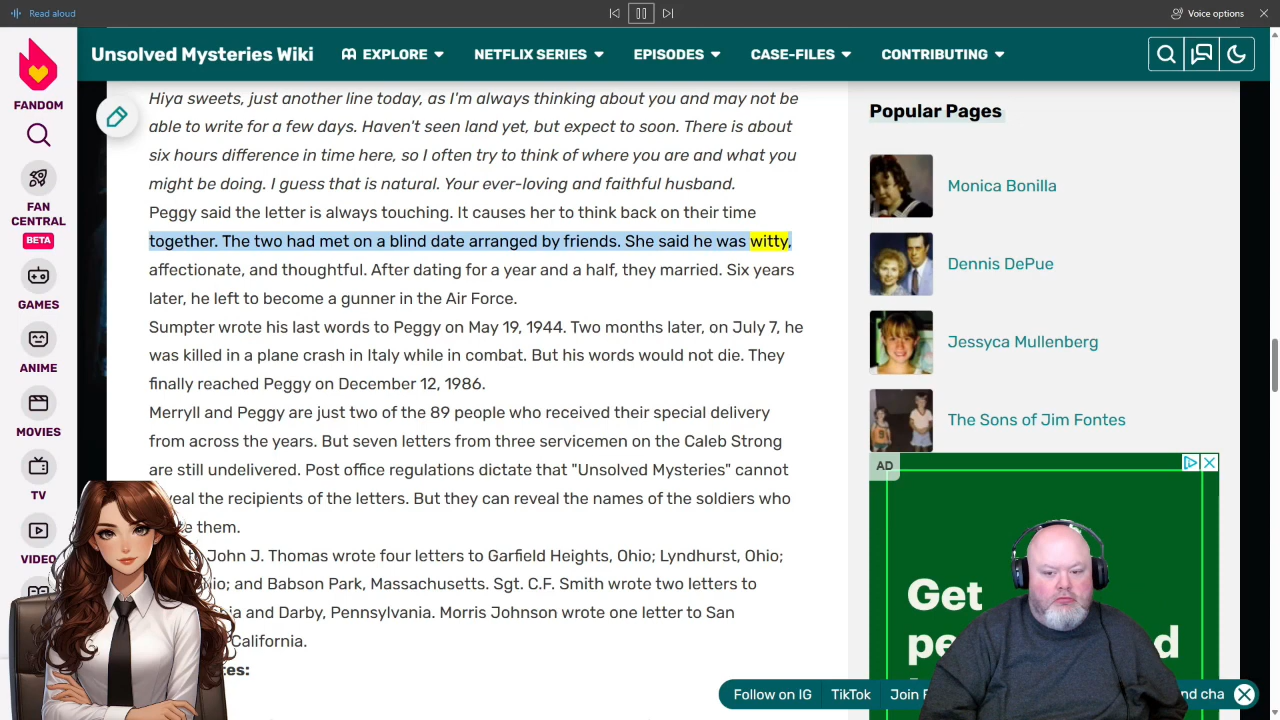 Read aloud
Voice options
Unsolved Mysteries Wiki
EXPLORE
NETFLIX SERIES
EPISODES
CASE-FILES
CONTRIBUTING
FANDOM
FAN
CENTRAL
BETA
GAMES
ANIME
MOVIES
TV
VIDEO
Hiya sweets, just another line today, as I'm always thinking about you and may not be
able to write for a few days. Haven't seen land yet, but expect to soon. There is about
six hours difference in time here, so I often try to think of where you are and what you
might be doing. I guess that is natural. Your ever-loving and faithful husband.
Peggy said the letter is always touching. It causes her to think back on their time
together. The two had met on a blind date arranged by friends. She said he was witty,
affectionate, and thoughtful. After dating for a year and a half, they married. Six years
later, he left to become a gunner in the Air Force.
Sumpter wrote his last words to Peggy on May 19, 1944. Two months later, on July 7, he
was killed in a plane crash in Italy while in combat. But his words would not die. They
finally reached Peggy on December 12, 1986.
Merryll and Peggy are just two of the 89 people who received their special delivery
from across the years. But seven letters from three servicemen on the Caleb Strong
are still undelivered. Post office regulations dictate that "Unsolved Mysteries" cannot
the recipients of the letters. But they can reveal the names of the soldiers who
them.
John J. Thomas wrote four letters to Garfield Heights, Ohio; Lyndhurst, Ohio;
and Babson Park, Massachusetts. Sgt. C.F. Smith wrote two letters to
and Darby, Pennsylvania. Morris Johnson wrote one letter to San
California.
Popular Pages
Monica Bonilla
Dennis DePue
Jessyca Mullenberg
The Sons of Jim Fontes
AD
Get
Follow on IG
TikTok
Join